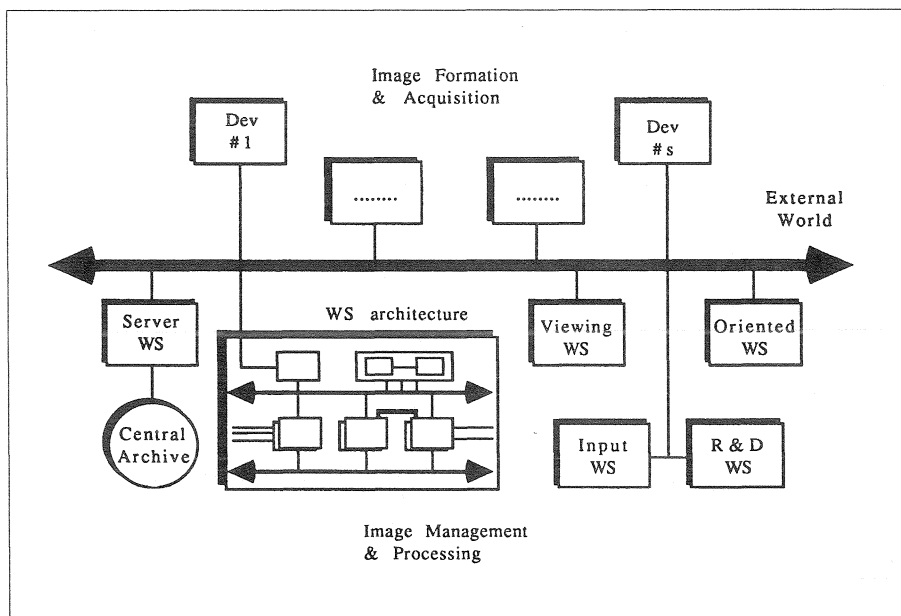 Image Formation
& Acquisition
Dev
#1
Dev
#s
........
........
External
World
Server
WS
WS architecture
Viewing
WS
Oriented
WS
Central
Archive
Input
WS
R & D
WS
Image Management
& Processing